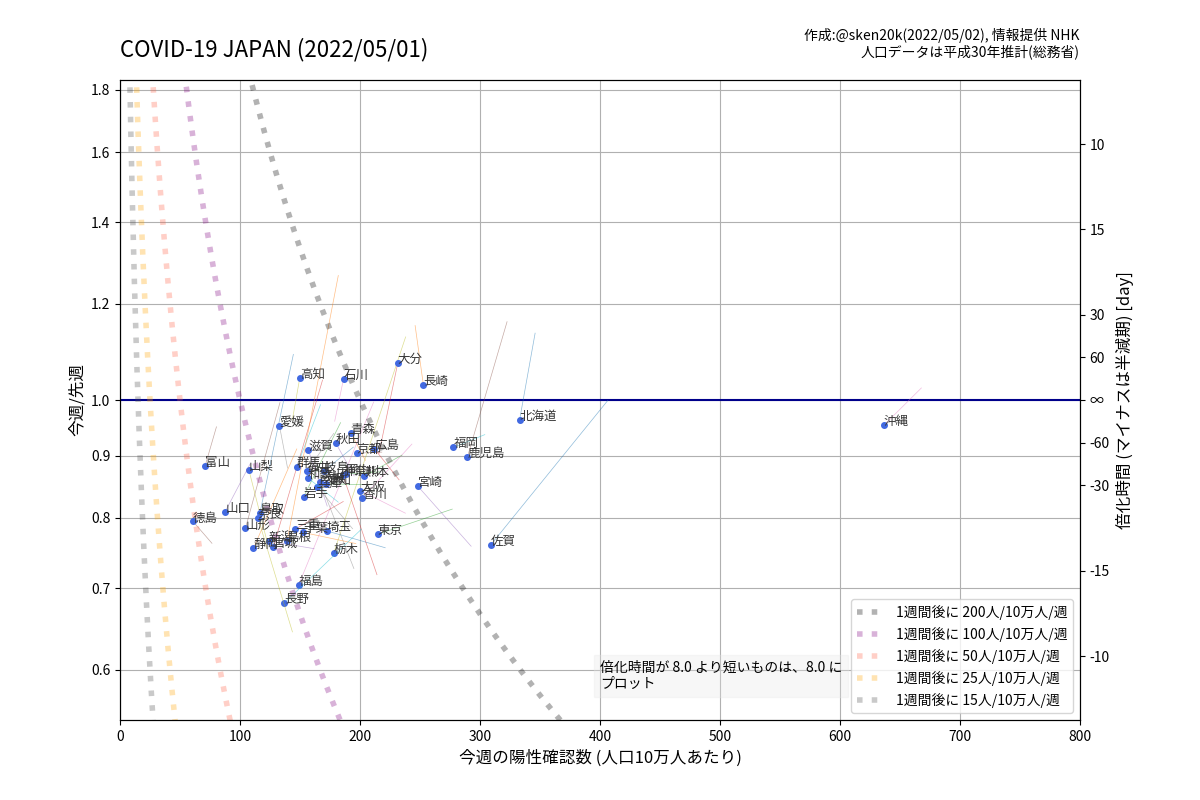 COVID-19 JAPAN (2022/05/01)
作成:@sken20k(2022/05/02), 情報提供 NHK
人口データは平成30年推計(総務省)
今週/先週
1.8
1.6
1.4
1.2
1.0
0.9
0.8
0.7
0.6
10
15
30
60
∞
-60
-30
-15
-10
倍化時間 (マイナスは半減期) [day]
大分
高知
石川
長崎
愛媛
北海道
沖縄
青森
秋田
福岡
滋賀
京都
広島
鹿児島
富山
山梨
群馬
岐阜
宮崎
大阪
岩手
香川
山口
鳥取
徳島
奈良
山形
三重
千葉
埼玉
東京
新潟
島根
静岡
宮城
佐賀
栃木
福島
長野
倍化時間が 8.0 より短いものは、8.0 に
プロット
1週間後に 200人/10万人/週
1週間後に 100人/10万人/週
1週間後に 50人/10万人/週
1週間後に 25人/10万人/週
1週間後に 15人/10万人/週
0 100 200 300 400 500 600 700 800
今週の陽性確認数 (人口10万人あたり)